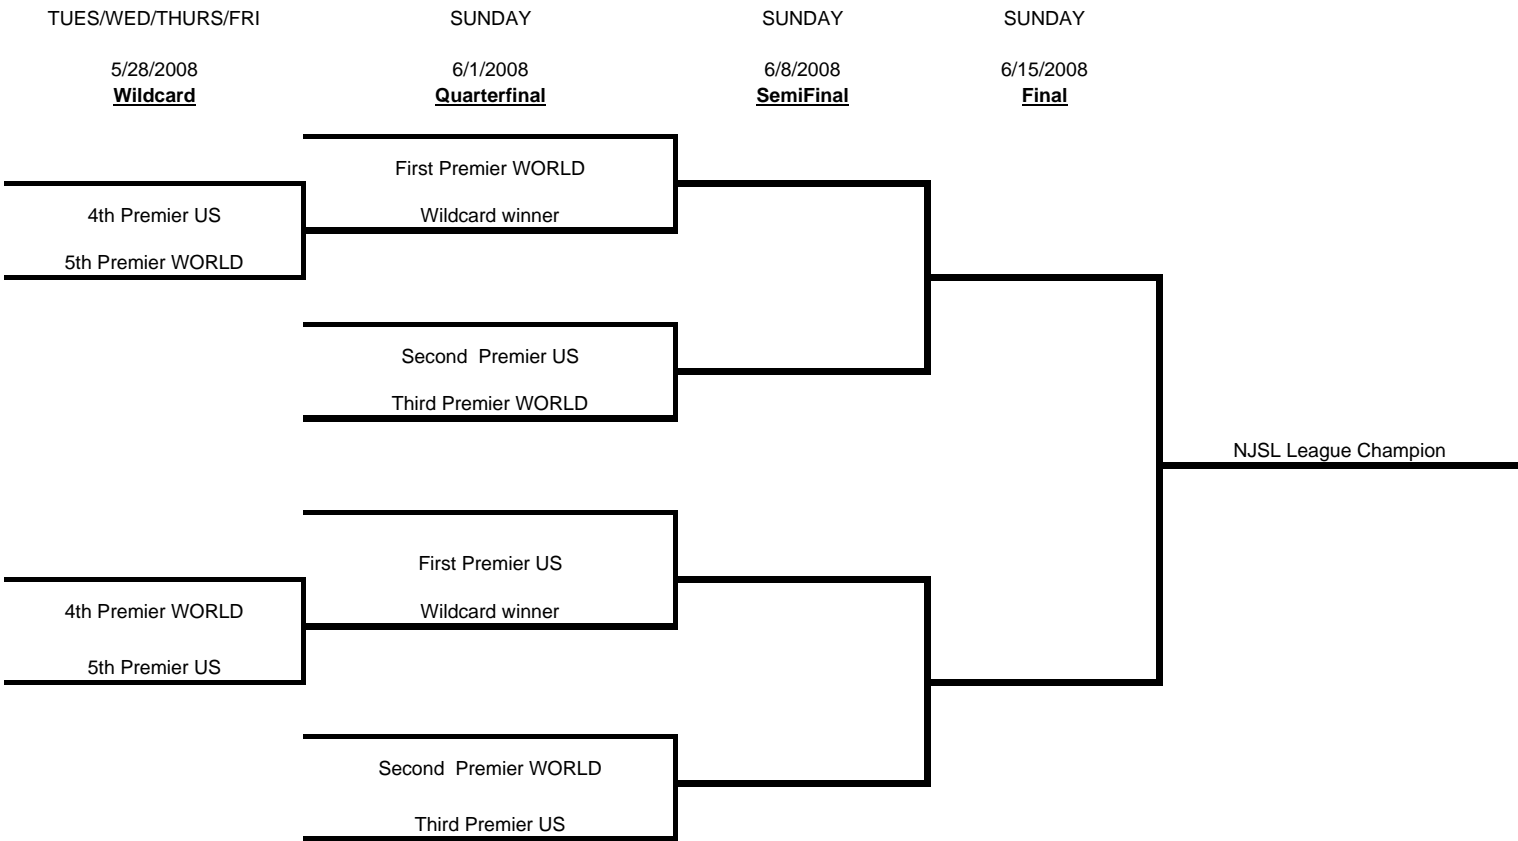 TUES/WED/THURS/FRI SUNDAY SUNDAY SUNDAY
5/28/2008 6/1/2008 6/8/2008 6/15/2008
Wildcard Quarterfinal SemiFinal Final
First Premier WORLD
4th Premier US Wildcard winner
5th Premier WORLD
Second  Premier US
Third Premier WORLD
NJSL League Champion
First Premier US
4th Premier WORLD Wildcard winner
5th Premier US
Second  Premier WORLD
Third Premier US